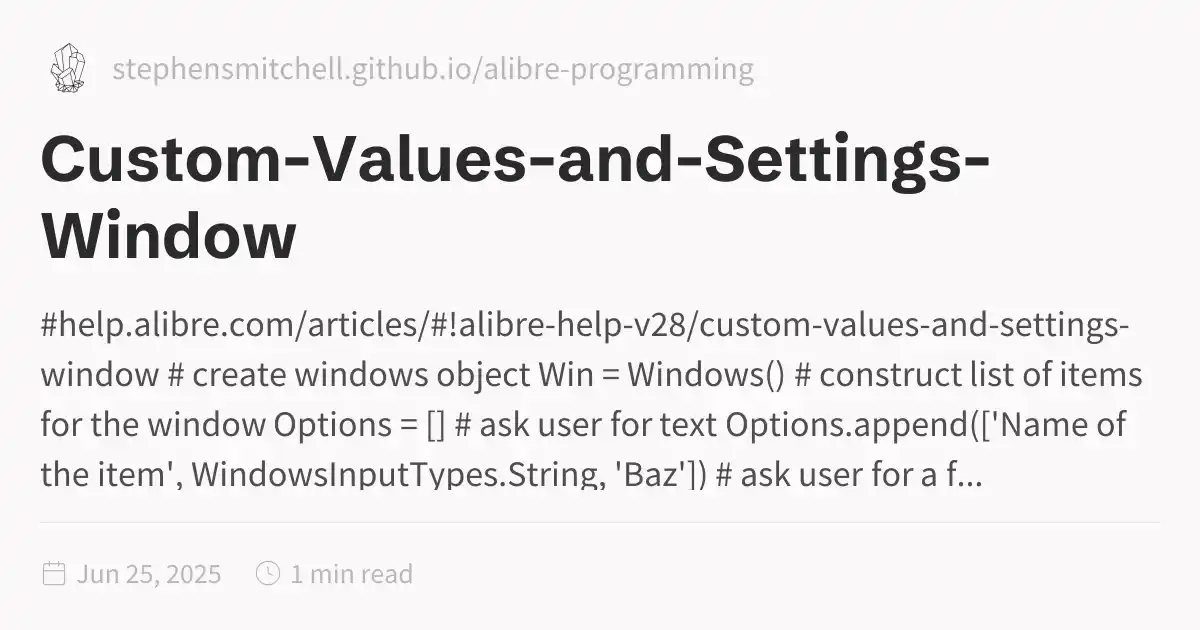 stephensmitchell.github.io/alibre-programming
Custom-Values-and-Settings-
Window
#help.alibre.com/articles/#!alibre-help-v28/custom-values-and-settings-
window # create windows object Win = Windows() # construct list of items
for the window Options = [] # ask user for text Options.append(['Name of
the item', WindowsInputTypes.String, 'Baz']) # ask user for a f...
Jun 25, 2025 1 min read